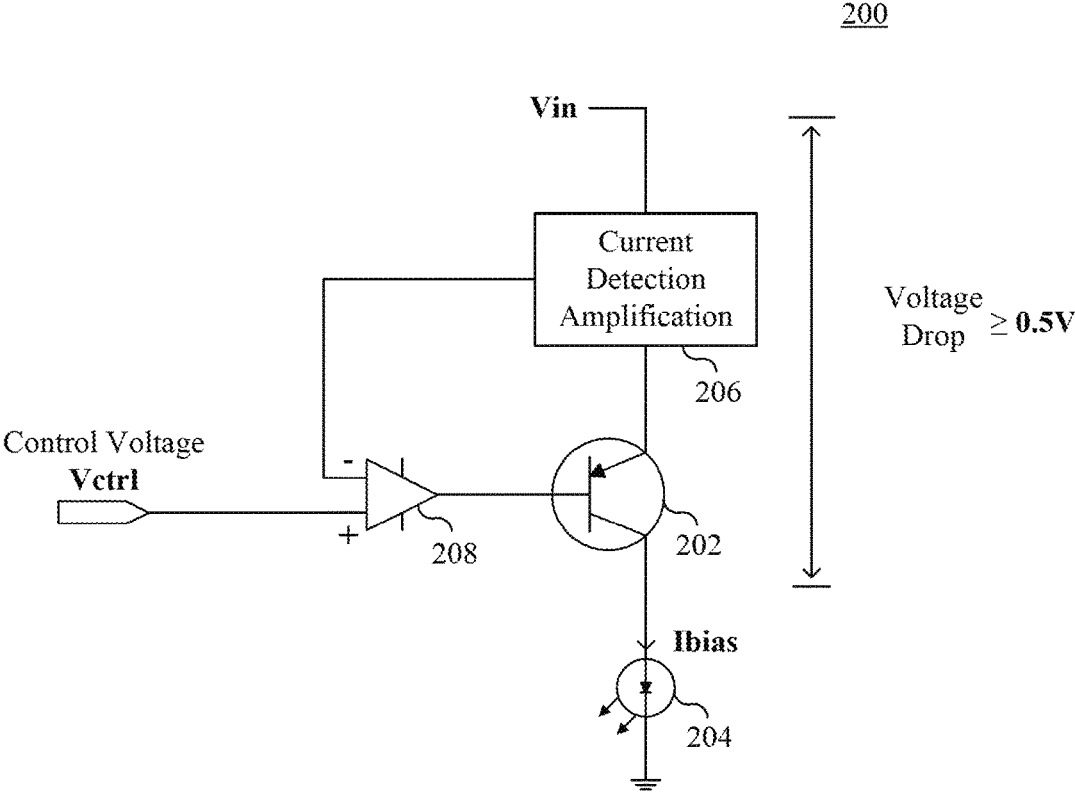 200
Vin
Current
Detection
Amplification
Voltage
Drop ≥ 0.5V
206
Control Voltage
Vctrl
-
+
208
202
Ibias
204